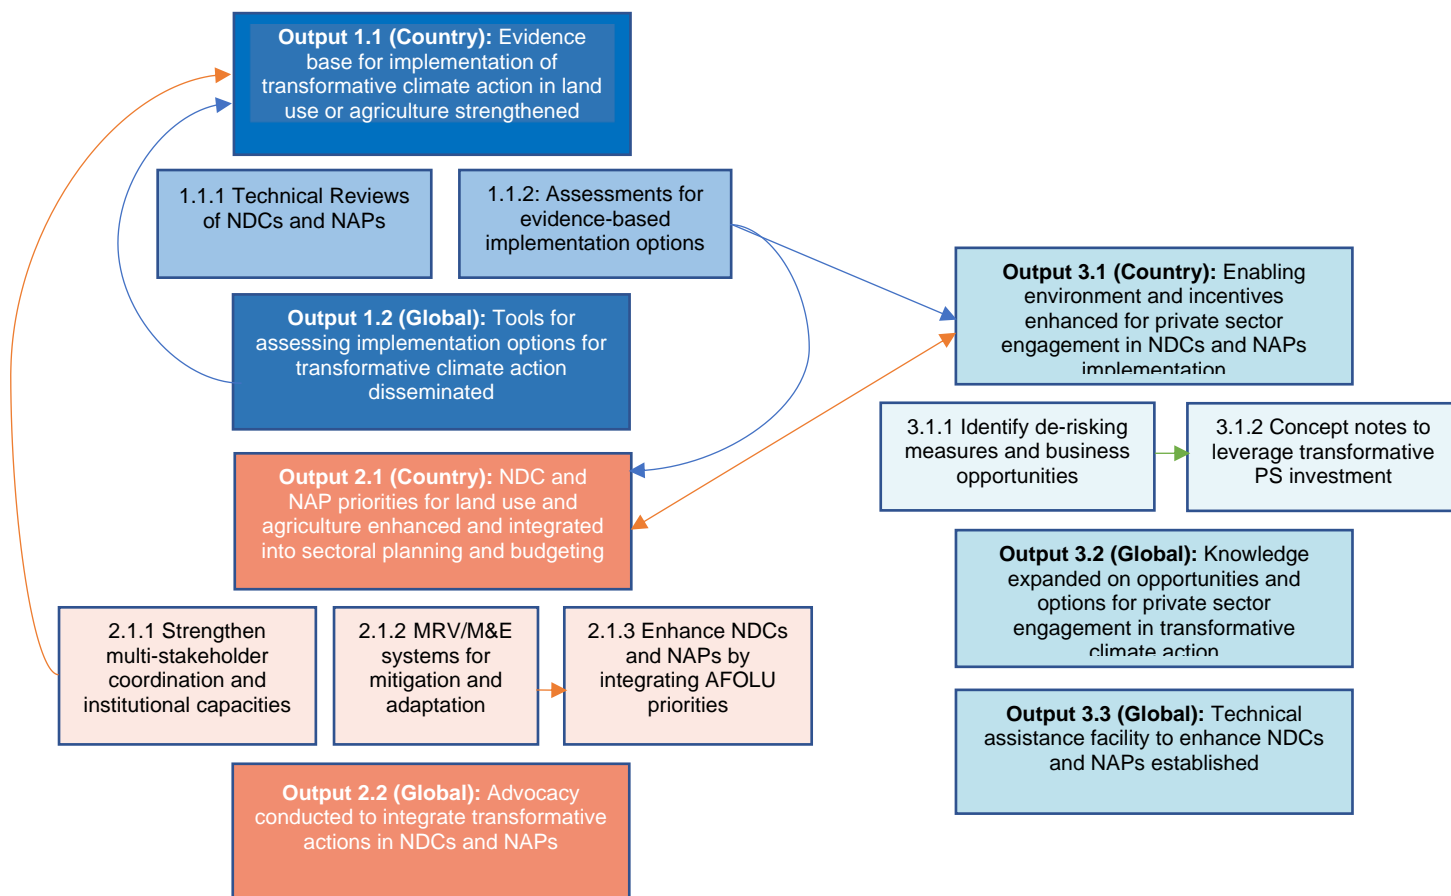 Output 1.1 (Country): Evidence
base for implementation of
transformative climate action in land
use or agriculture strengthened
1.1.1 Technical Reviews
of NDCs and NAPs
1.1.2: Assessments for
evidence-based
implementation options
Output 1.2 (Global): Tools for
assessing implementation options for
transformative climate action
disseminated
Output 2.1 (Country): NDC and
NAP priorities for land use and
agriculture enhanced and integrated
into sectoral planning and budgeting
2.1.1 Strengthen
multi-stakeholder
coordination and
institutional capacities
2.1.2 MRV/M&E
systems for
mitigation and
adaptation
2.1.3 Enhance NDCs
and NAPs by
integrating AFOLU
priorities
Output 2.2 (Global): Advocacy
conducted to integrate transformative
actions in NDCs and NAPs
Output 3.1 (Country): Enabling
environment and incentives
enhanced for private sector
engagement in NDCs and NAPs
implementation
3.1.1 Identify de-risking
measures and business
opportunities
3.1.2 Concept notes to
leverage transformative
PS investment
Output 3.2 (Global): Knowledge
expanded on opportunities and
options for private sector
engagement in transformative
climate action
Output 3.3 (Global): Technical
assistance facility to enhance NDCs
and NAPs established